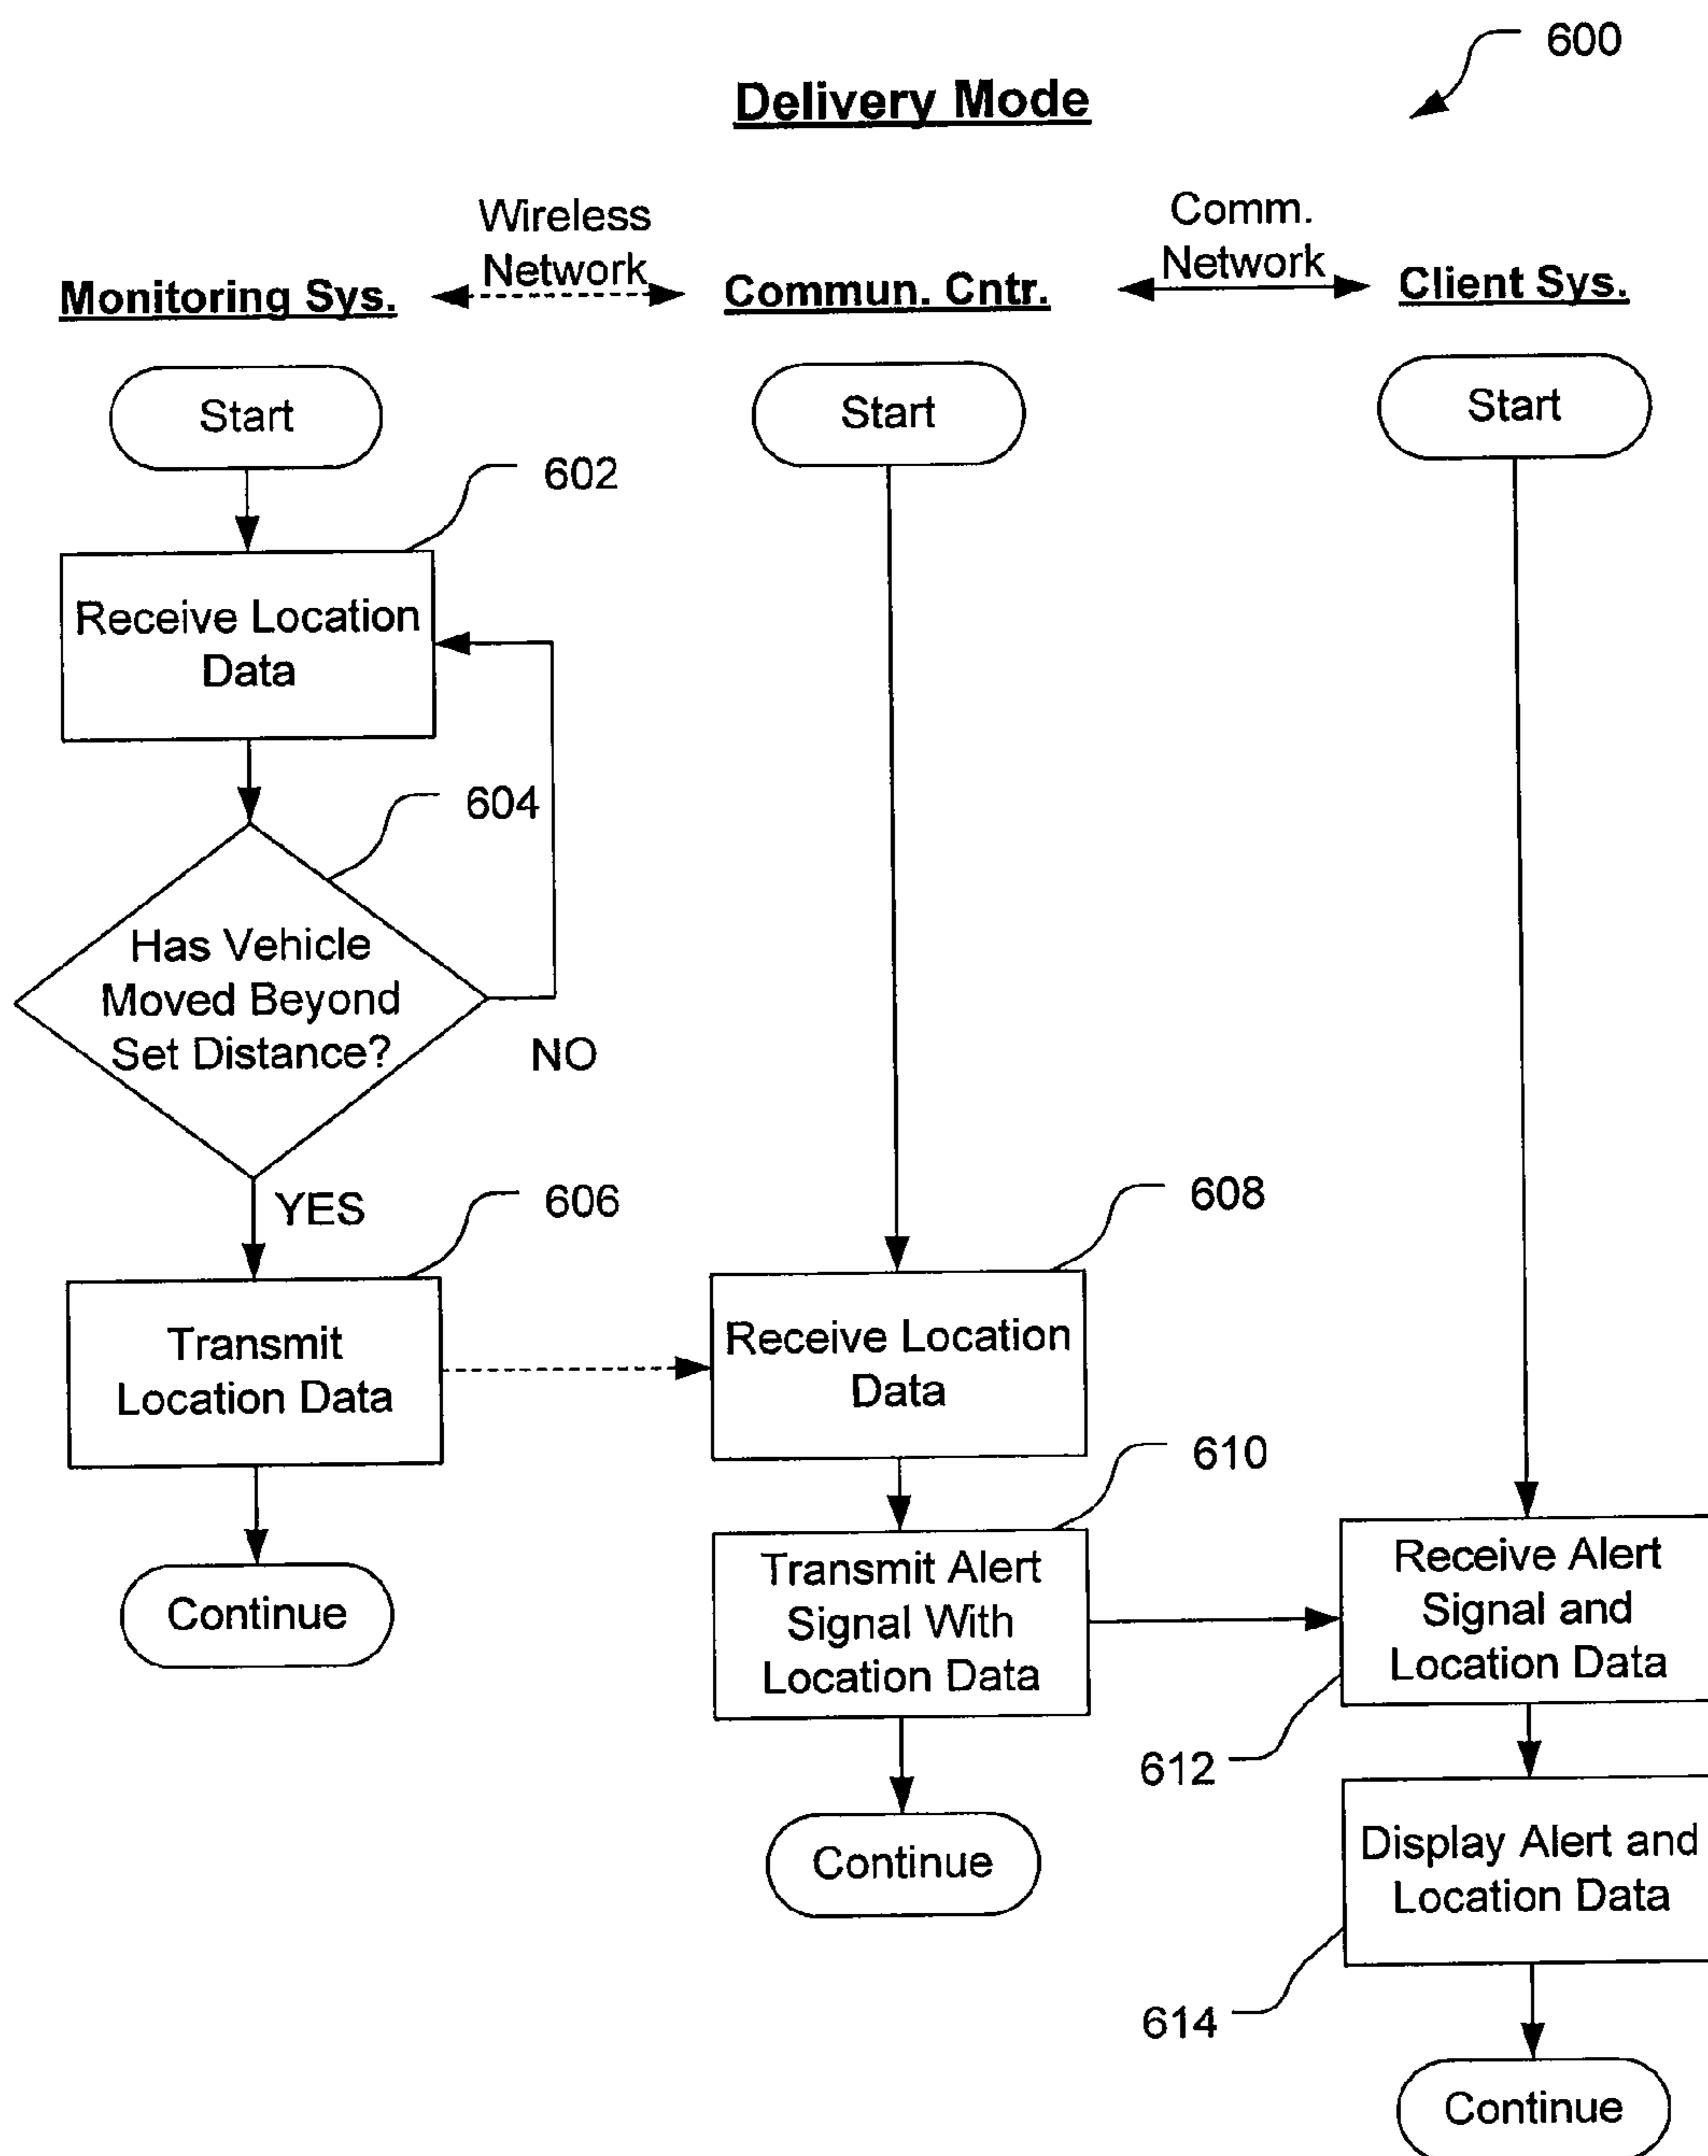 600
Delivery Mode
Wireless
Network
Comm.
Network
Monitoring Sys.
Commun. Cntr.
Client Sys.
Start
Start
Start
602
Receive Location
Data
604
Has Vehicle
Moved Beyond
Set Distance?
NO
YES
606
608
Transmit
Location Data
Receive Location
Data
610
Continue
Transmit Alert
Signal With
Location Data
Receive Alert
Signal and
Location Data
612
Continue
Display Alert and
Location Data
614
Continue